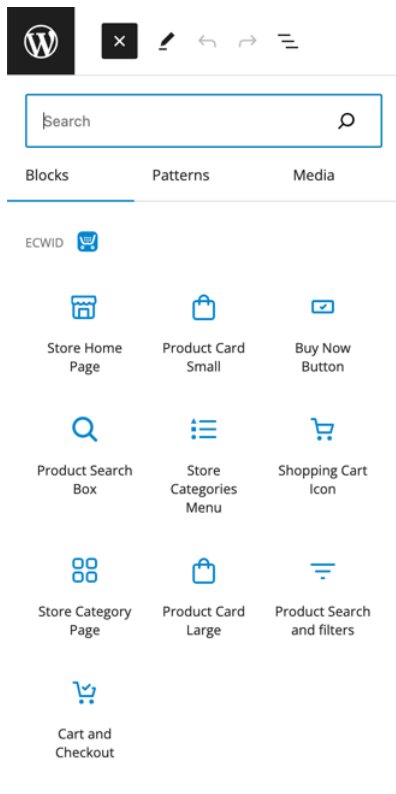 Search
Blocks Patterns Media
ECWID
Store Home
Page
Product Card
Small
Buy Now
Button
Product Search
Box
Store
Categories
Menu
Shopping Cart
Icon
Store Category
Page
Product Card
Large
Product Search
and filters
Cart and
Checkout